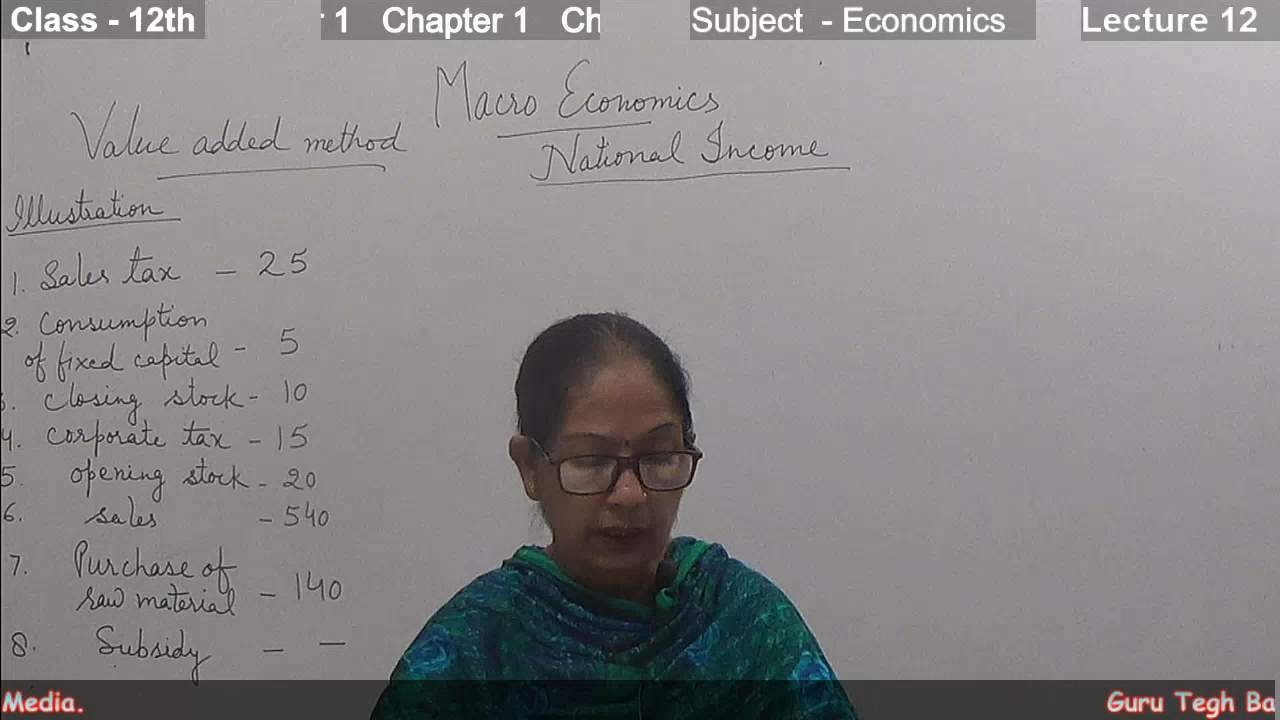 Class - 12th
r 1 Chapter 1 Ch
Subject - Economics
Lecture 12
Macro Economics
Value added method
National Income
Illustration
1. Sales tax - 25
2. Consumption
of fixed capital - 5
3. closing stock - 10
4. corporate tax - 15
5. opening stock - 20
6. sales - 540
7. Purchase of
raw material - 140
8. Subsidy - -
Media.
Guru Tegh Ba